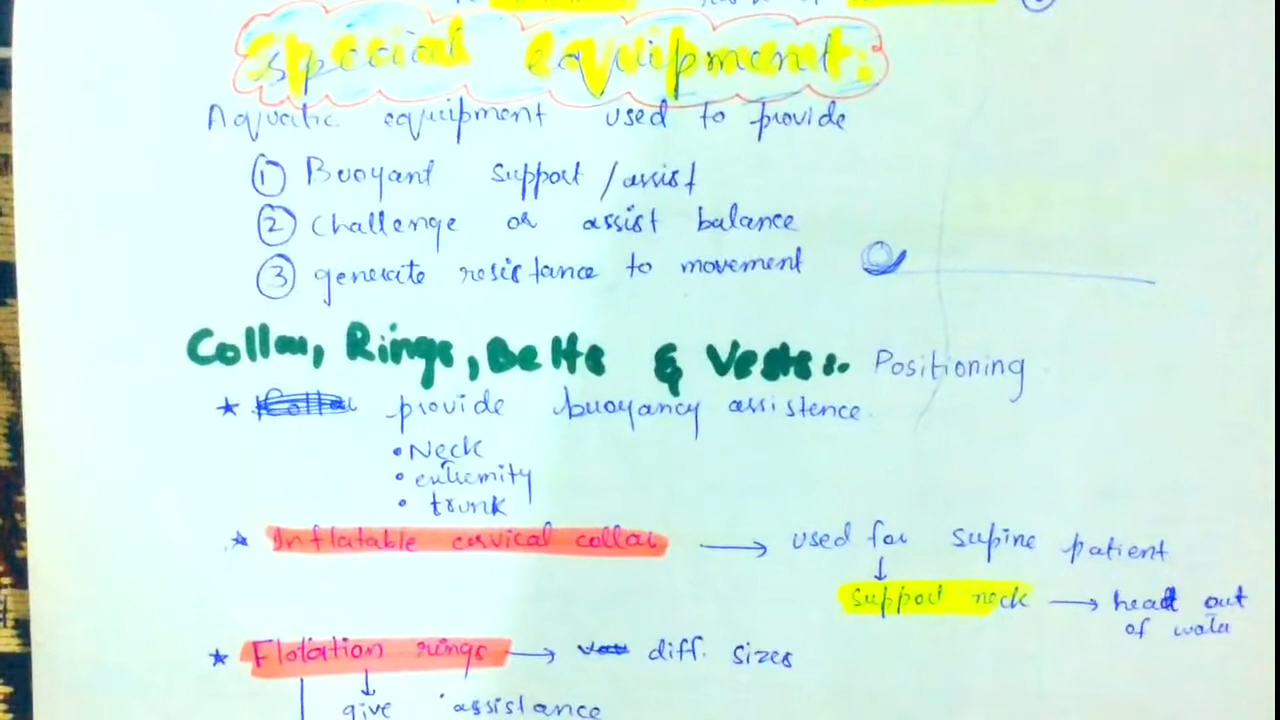 Special equipment:
Aquatic equipment used to provide
① Buoyant support / assist
② Challenge or assist balance
③ generate resistance to movement
Collar, Rings, Belts & Vests:- Positioning
★ provide buoyancy assistence.
• Neck
• extremity
• trunk
★ Inflatable cervical collar → used for supine patient
↓
support neck → head out
of water
★ Flotation rings → diff. sizes
↓
give assistance